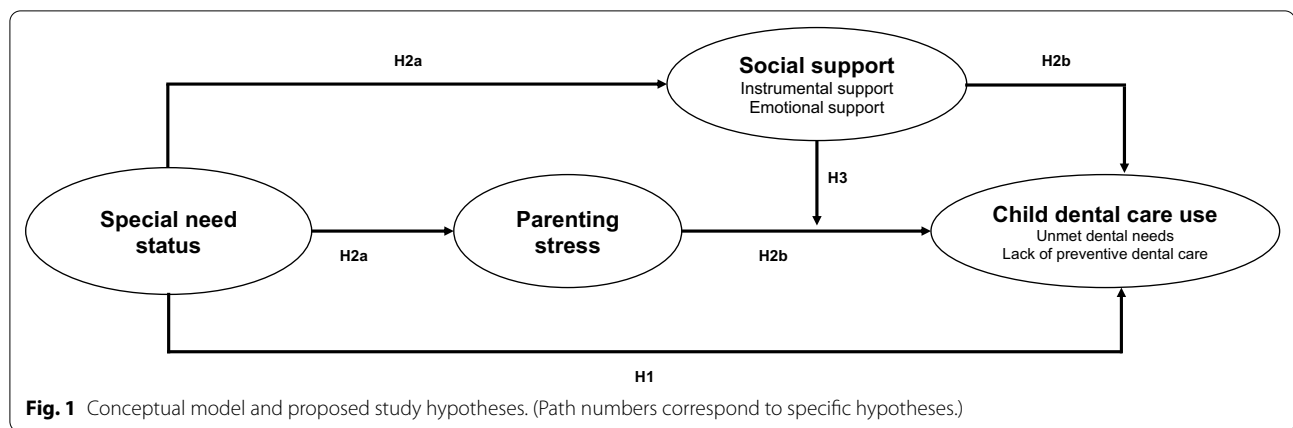 H2a
Social support
Instrumental support
Emotional support
H2b
H3
Special need
status
H2a
Parenting
stress
H2b
Child dental care use
Unmet dental needs
Lack of preventive dental care
H1
Fig. 1 Conceptual model and proposed study hypotheses. (Path numbers correspond to specific hypotheses.)